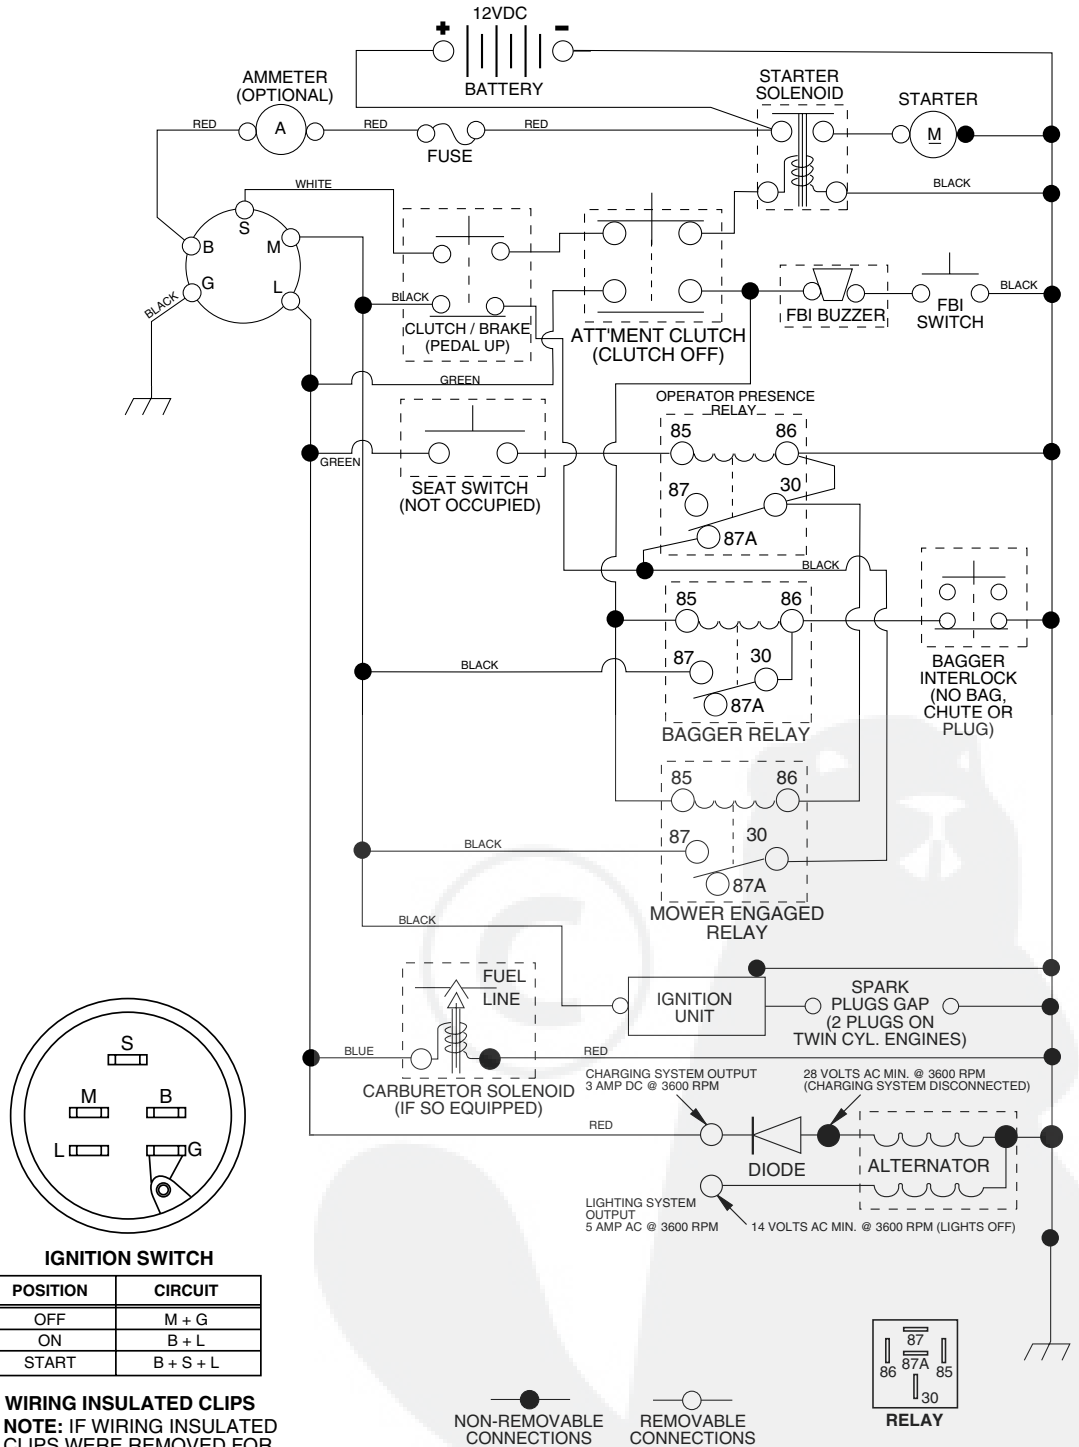 12VDC
+
−
BATTERY
AMMETER
(OPTIONAL)
A
RED
RED
RED
FUSE
STARTER
SOLENOID
STARTER
M
BLACK
WHITE
S
B
M
G
L
BLACK
BLACK
CLUTCH / BRAKE
(PEDAL UP)
ATT'MENT CLUTCH
(CLUTCH OFF)
FBI BUZZER
FBI
SWITCH
BLACK
GREEN
GREEN
SEAT SWITCH
(NOT OCCUPIED)
OPERATOR PRESENCE
RELAY
85
86
87
30
87A
BLACK
85
86
87
30
87A
BAGGER RELAY
BLACK
BAGGER
INTERLOCK
(NO BAG,
CHUTE OR
PLUG)
85
86
87
30
87A
MOWER ENGAGED
RELAY
BLACK
BLACK
FUEL
LINE
BLUE
RED
CARBURETOR SOLENOID
(IF SO EQUIPPED)
IGNITION
UNIT
SPARK
PLUGS GAP
(2 PLUGS ON
TWIN CYL. ENGINES)
CHARGING SYSTEM OUTPUT
3 AMP DC @ 3600 RPM
28 VOLTS AC MIN. @ 3600 RPM
(CHARGING SYSTEM DISCONNECTED)
RED
DIODE
ALTERNATOR
LIGHTING SYSTEM
OUTPUT
5 AMP AC @ 3600 RPM
14 VOLTS AC MIN. @ 3600 RPM (LIGHTS OFF)
S
M
B
L
G
IGNITION SWITCH
POSITION CIRCUIT
OFF M + G
ON B + L
START B + S + L
WIRING INSULATED CLIPS
NOTE: IF WIRING INSULATED
CLIPS WERE REMOVED FOR
NON-REMOVABLE
CONNECTIONS
REMOVABLE
CONNECTIONS
87
86
87A
85
30
RELAY
©